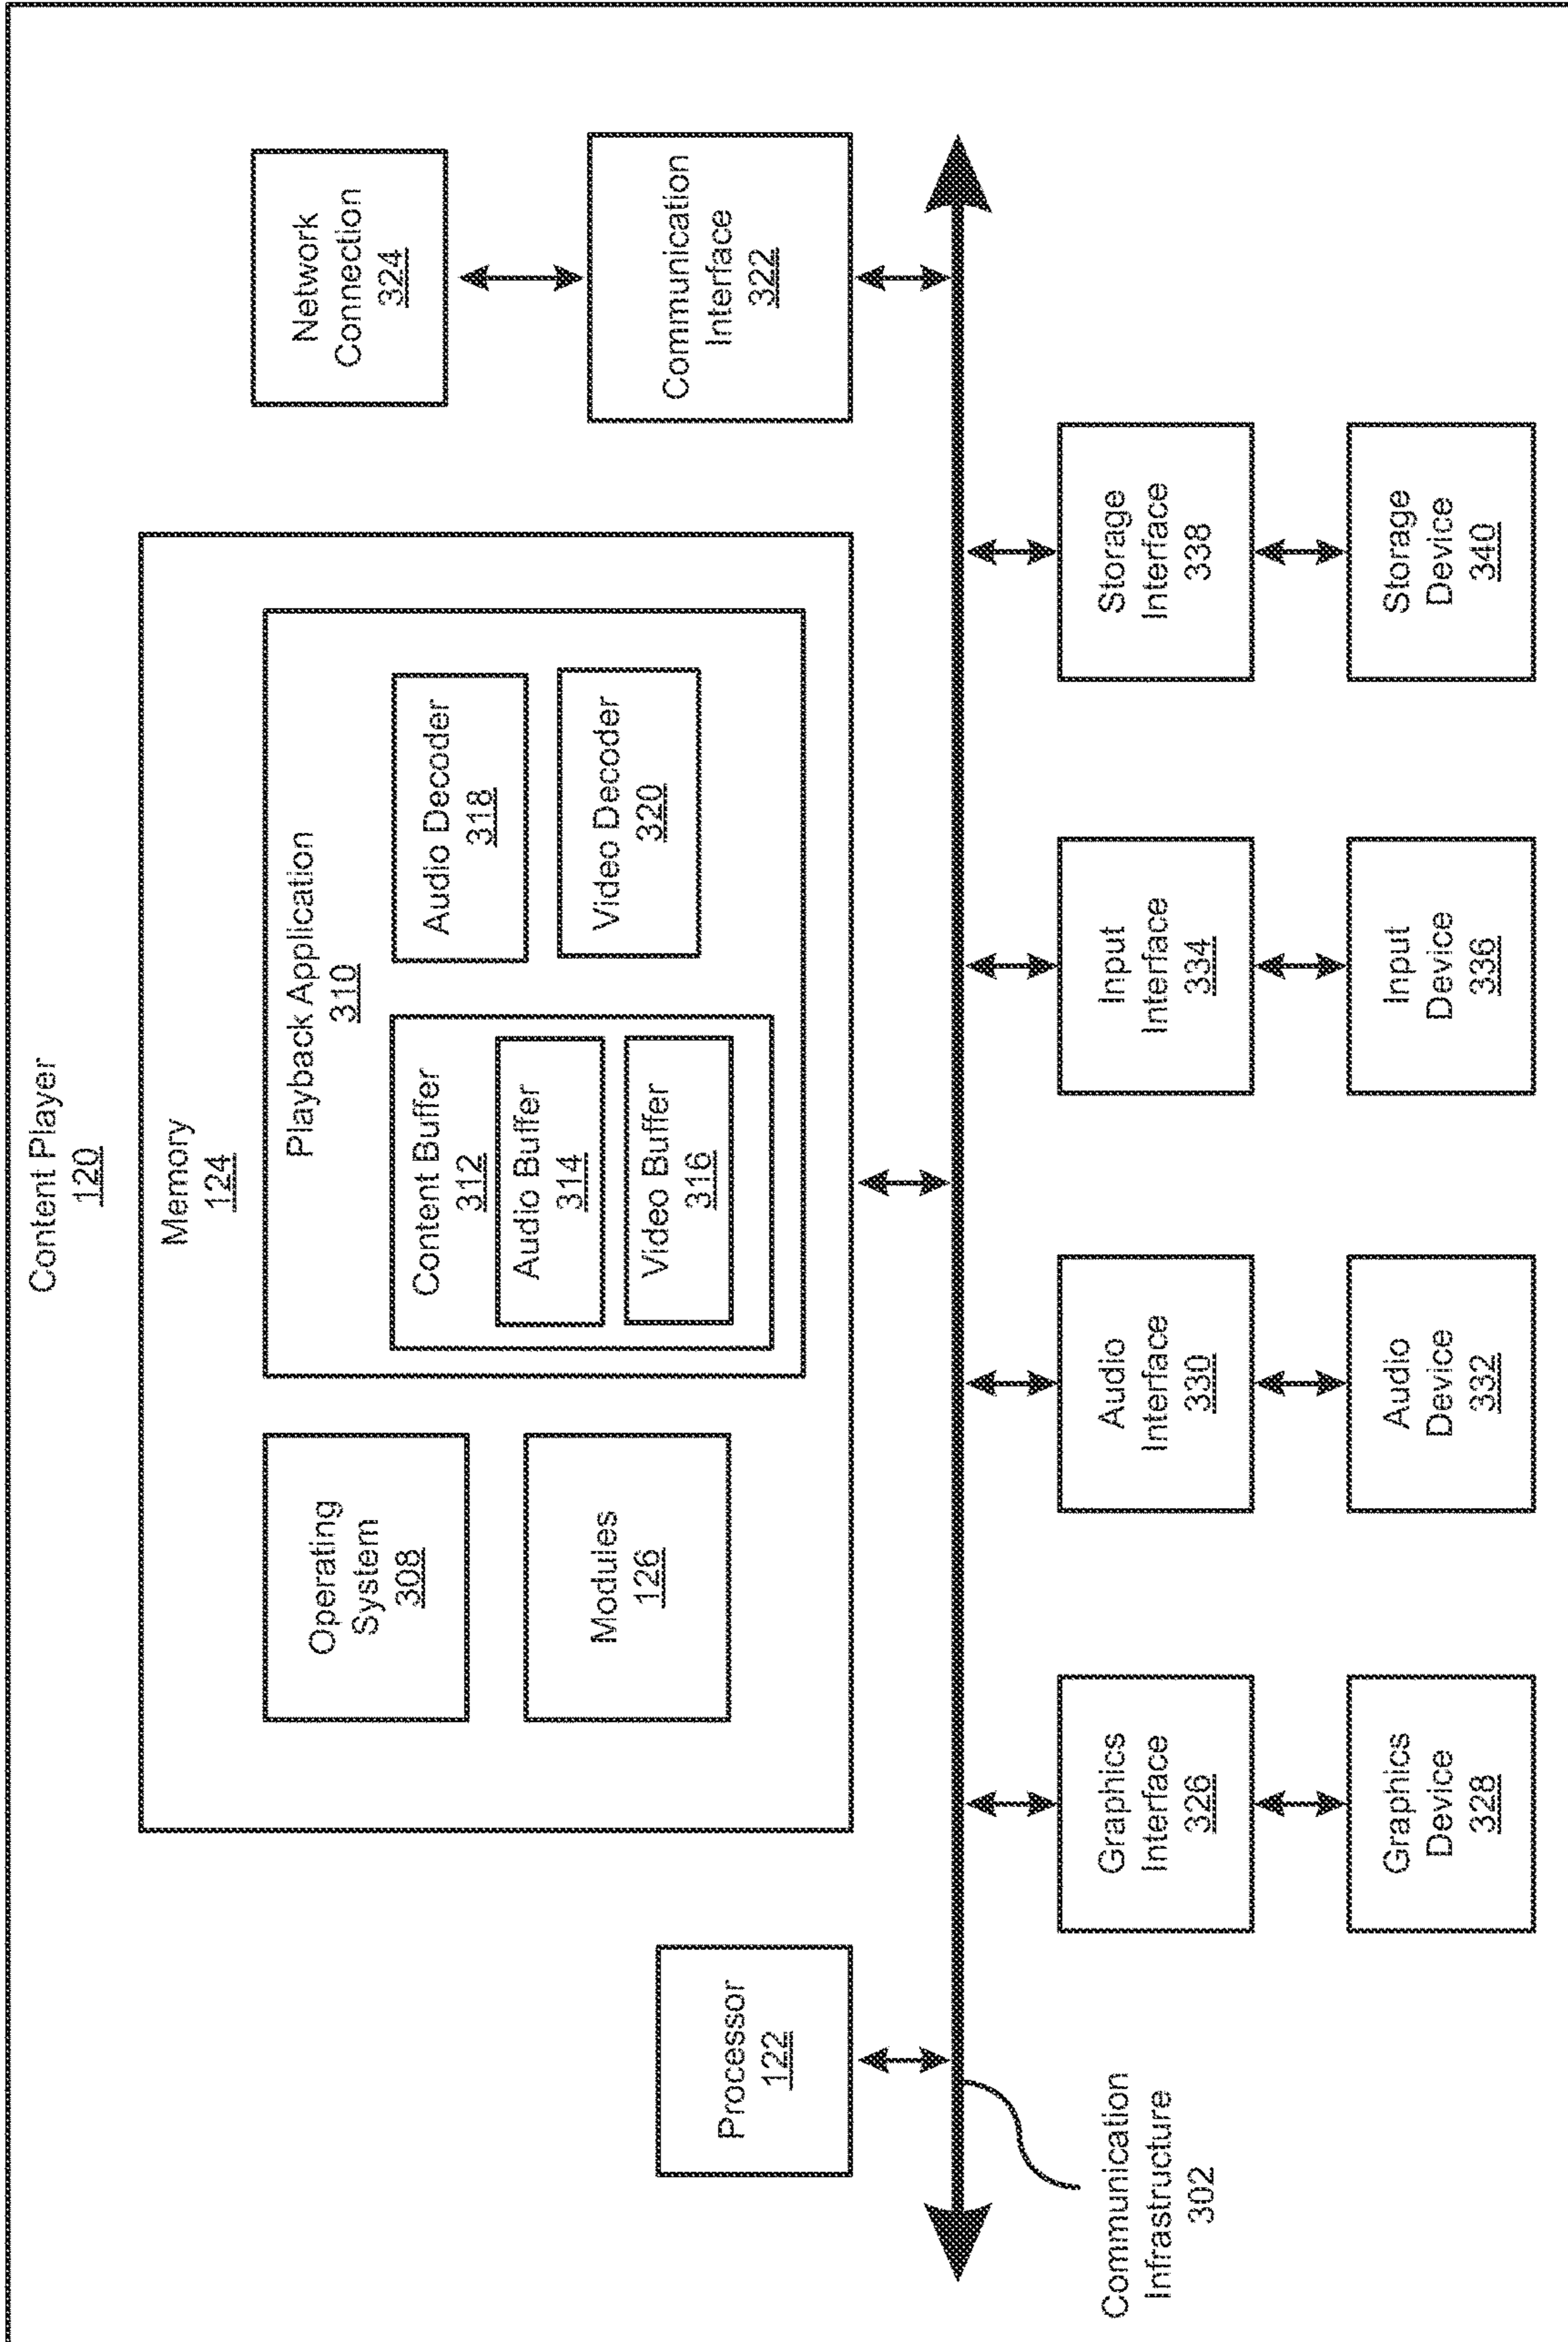 Content Player
120
Memory
124
Operating
System
308
Modules
126
Playback Application
310
Content Buffer
312
Audio Buffer
314
Video Buffer
316
Audio Decoder
318
Video Decoder
320
Network
Connection
324
Communication
Interface
322
Processor
122
Communication
Infrastructure
302
Graphics
Interface
326
Graphics
Device
328
Audio
Interface
330
Audio
Device
332
Input
Interface
334
Input
Device
336
Storage
Interface
338
Storage
Device
340